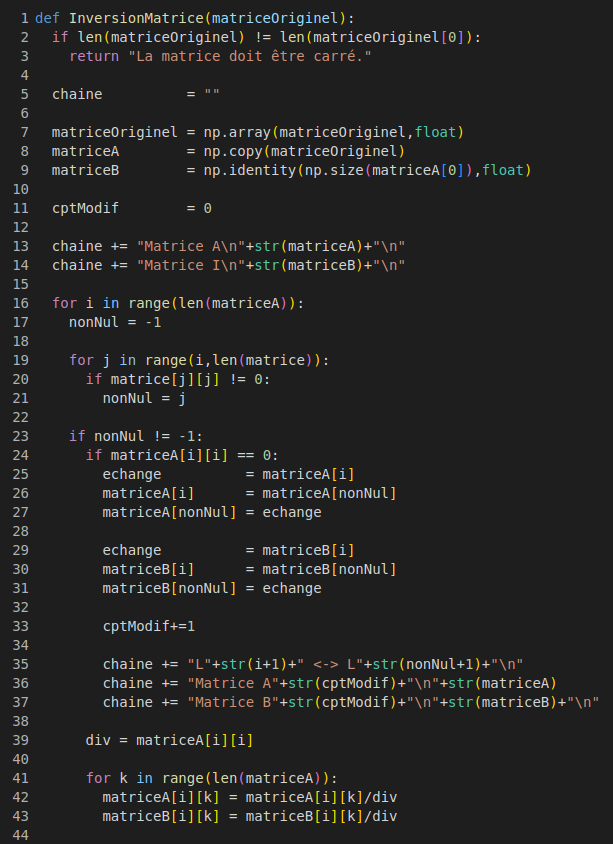 1 def InversionMatrice(matriceOriginel):
2   if len(matriceOriginel) != len(matriceOriginel[0]):
3     return "La matrice doit être carré."
4
5   chaine          = ""
6
7   matriceOriginel = np.array(matriceOriginel,float)
8   matriceA        = np.copy(matriceOriginel)
9   matriceB        = np.identity(np.size(matriceA[0]),float)
10
11   cptModif        = 0
12
13   chaine += "Matrice A\n"+str(matriceA)+"\n"
14   chaine += "Matrice I\n"+str(matriceB)+"\n"
15
16   for i in range(len(matriceA)):
17     nonNul = -1
18
19     for j in range(i,len(matrice)):
20       if matrice[j][j] != 0:
21         nonNul = j
22
23     if nonNul != -1:
24       if matriceA[i][i] == 0:
25         echange          = matriceA[i]
26         matriceA[i]      = matriceA[nonNul]
27         matriceA[nonNul] = echange
28
29         echange          = matriceB[i]
30         matriceB[i]      = matriceB[nonNul]
31         matriceB[nonNul] = echange
32
33         cptModif+=1
34
35         chaine += "L"+str(i+1)+" <-> L"+str(nonNul+1)+"\n"
36         chaine += "Matrice A"+str(cptModif)+"\n"+str(matriceA)
37         chaine += "Matrice B"+str(cptModif)+"\n"+str(matriceB)+"\n"
38
39       div = matriceA[i][i]
40
41       for k in range(len(matriceA)):
42         matriceA[i][k] = matriceA[i][k]/div
43         matriceB[i][k] = matriceB[i][k]/div
44